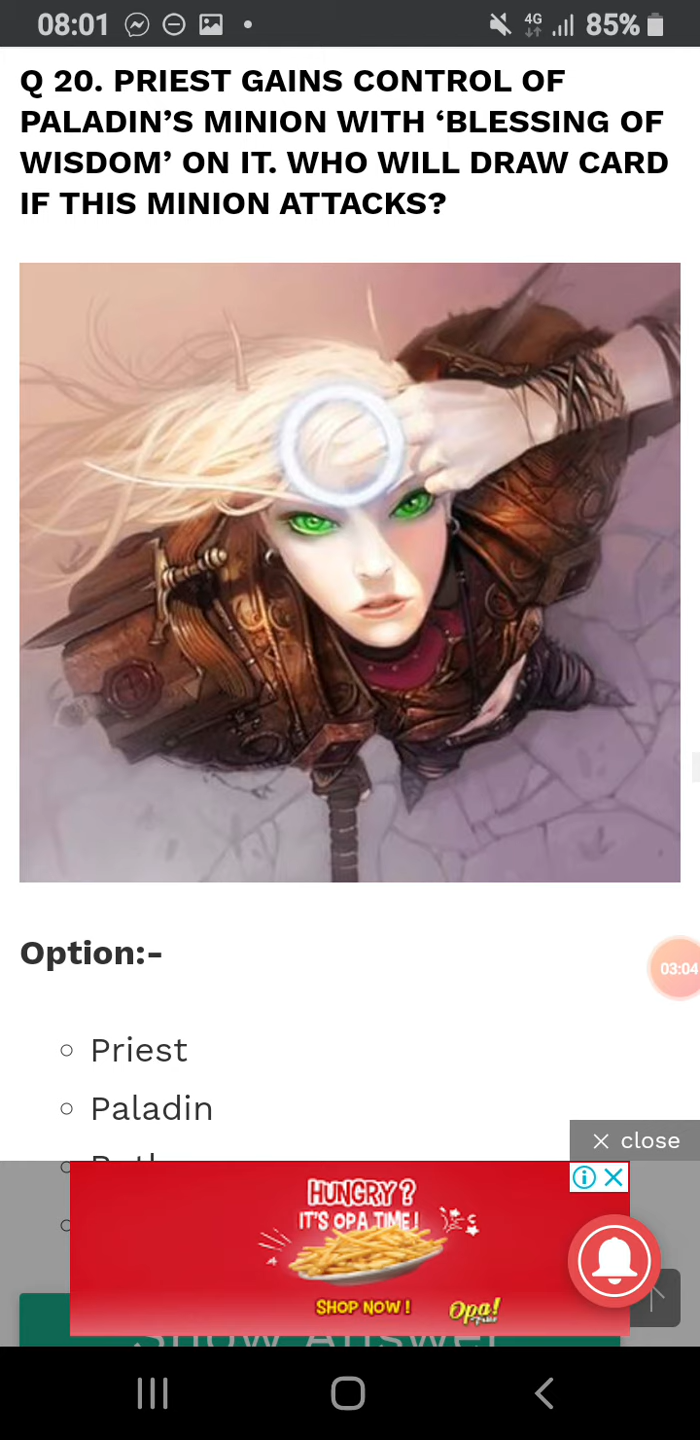 08:01
4G
85%
Q 20. PRIEST GAINS CONTROL OF
PALADIN’S MINION WITH ‘BLESSING OF
WISDOM’ ON IT. WHO WILL DRAW CARD
IF THIS MINION ATTACKS?
Option:-
03:04
Priest
Paladin
close
HUNGRY?
IT'S OPA TIME!
SHOP NOW!
Opa!
Show Answer